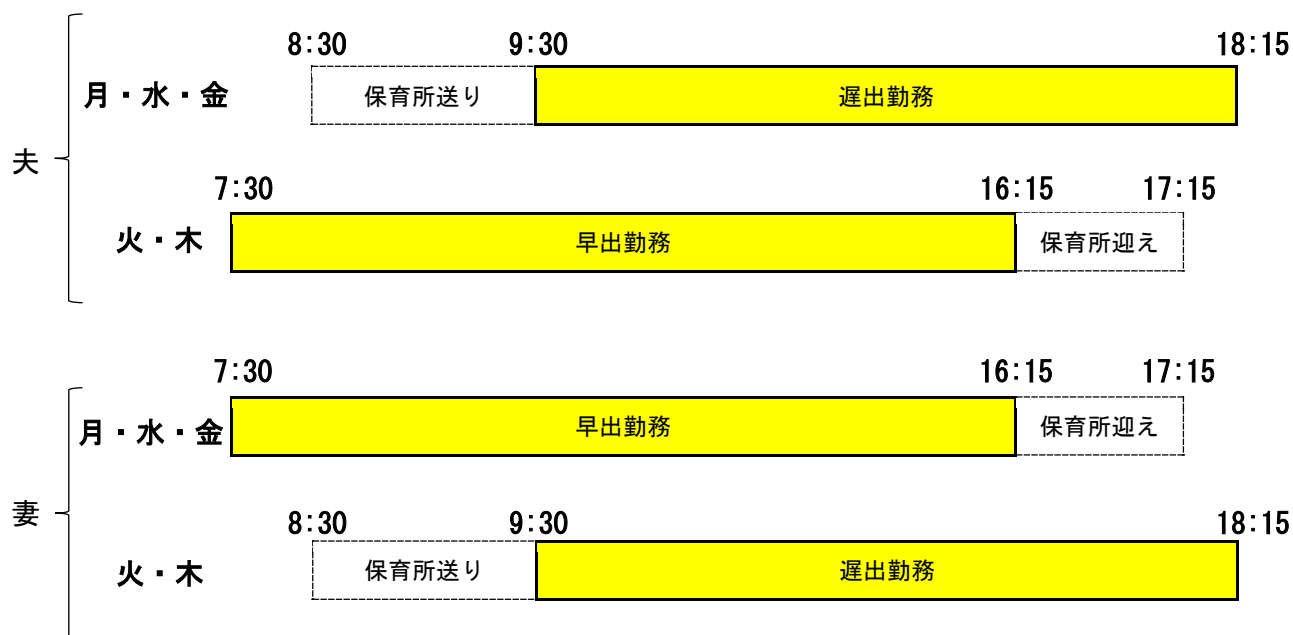 夫
8:30 9:30 18:15
月・水・金 保育所送り 遅出勤務
7:30 16:15 17:15
火・木 早出勤務 保育所迎え
妻
7:30 16:15 17:15
月・水・金 早出勤務 保育所迎え
8:30 9:30 18:15
火・木 保育所送り 遅出勤務